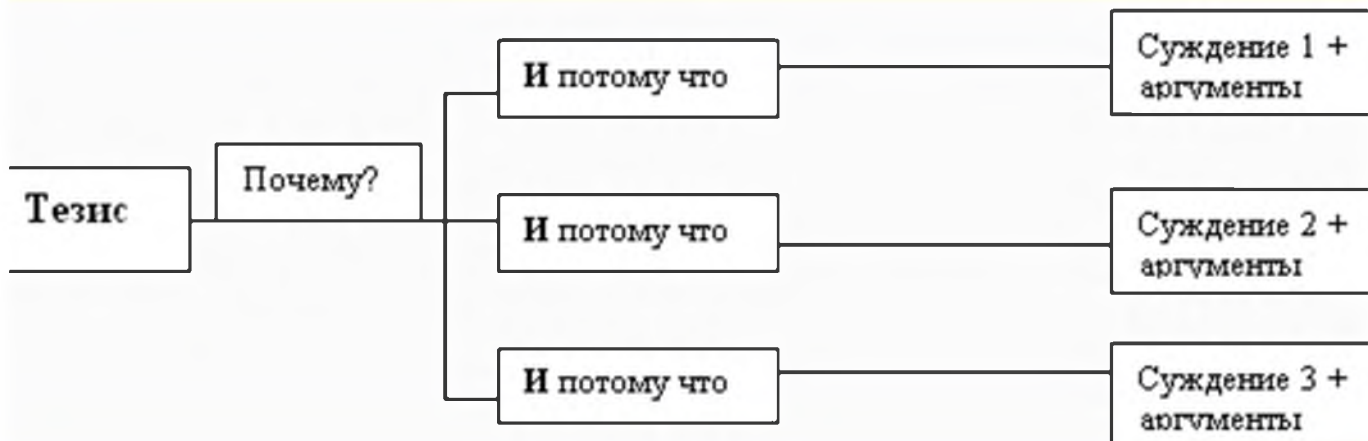 Тезис
Почему?
И потому что
Суждение 1 +
аргументы
И потому что
Суждение 2 +
аргументы
И потому что
Суждение 3 +
аргументы